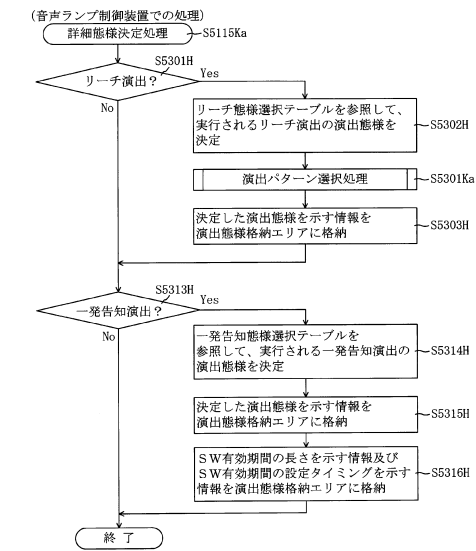 (音声ランプ制御装置での処理)
詳細態様決定処理
S5115Ka
S5301H
リーチ演出?
Yes
No
リーチ態様選択テーブルを参照して、
実行されるリーチ演出の演出態様を
決定
S5302H
演出パターン選択処理
S5301Ka
決定した演出態様を示す情報を
演出態様格納エリアに格納
S5303H
S5313H
一発告知演出?
Yes
No
一発告知態様選択テーブルを
参照して、実行される一発告知演出の
演出態様を決定
S5314H
決定した演出態様を示す情報を
演出態様格納エリアに格納
S5315H
SW有効期間の長さを示す情報及び
SW有効期間の設定タイミングを示す
情報を演出態様格納エリアに格納
S5316H
終了